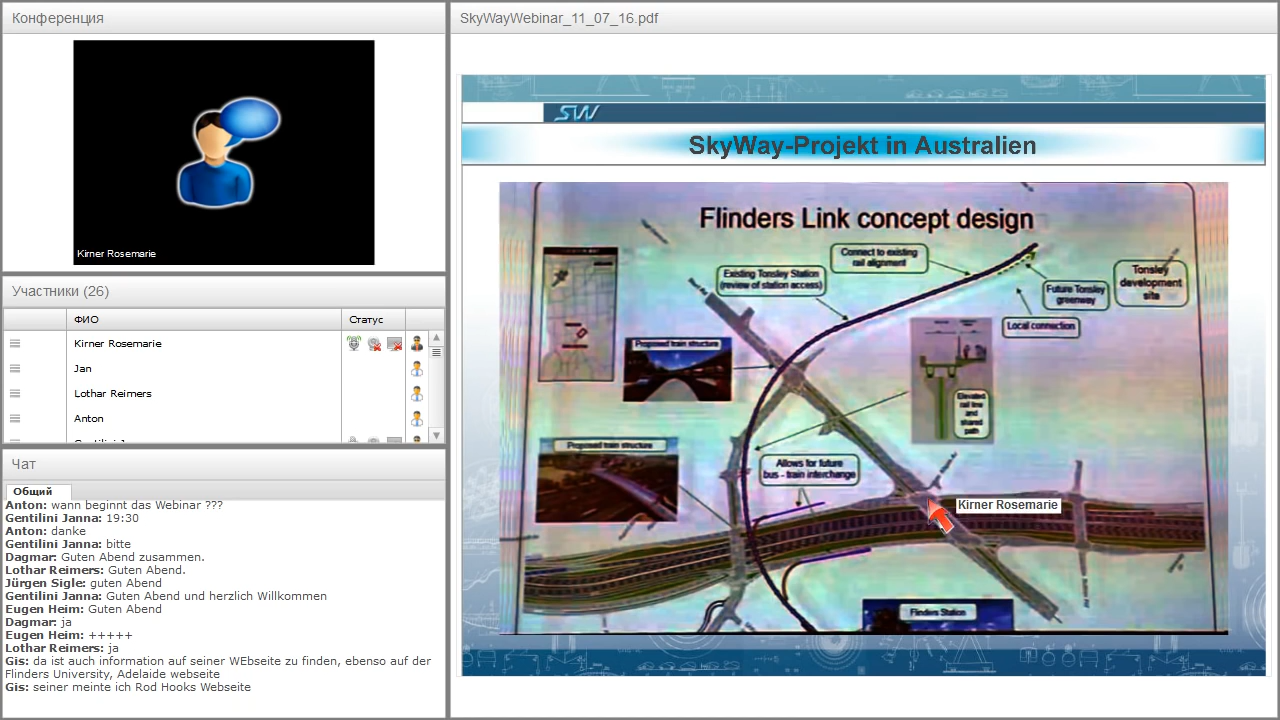 Конференция
Kirner Rosemarie
Участники (26)
ФИО
Статус
Kirner Rosemarie
Jan
Lothar Reimers
Anton
Чат
Общий
Anton: wann beginnt das Webinar ???
Gentilini Janna: 19:30
Anton: danke
Gentilini Janna: bitte
Dagmar: Guten Abend zusammen.
Lothar Reimers: Guten Abend.
Jürgen Sigle: guten Abend
Gentilini Janna: Guten Abend und herzlich Willkommen
Eugen Heim: Guten Abend
Dagmar: ja
Eugen Heim: +++++
Lothar Reimers: ja
Gis: da ist auch information auf seiner WEbseite zu finden, ebenso auf der
Flinders University, Adelaide webseite
Gis: seiner meinte ich Rod Hooks Webseite
SkyWayWebinar_11_07_16.pdf
SW
SkyWay-Projekt in Australien
Flinders Link concept design
Connect to existing
rail alignment
Existing Tonsley Station
(review of station access)
Tonsley
development
site
Future Tonsley
greenway
Local connection
Proposed train structure
Elevated
rail line
and
shared
path
Proposed train structure
Allows for future
bus - train interchange
Kirner Rosemarie
Flinders Station